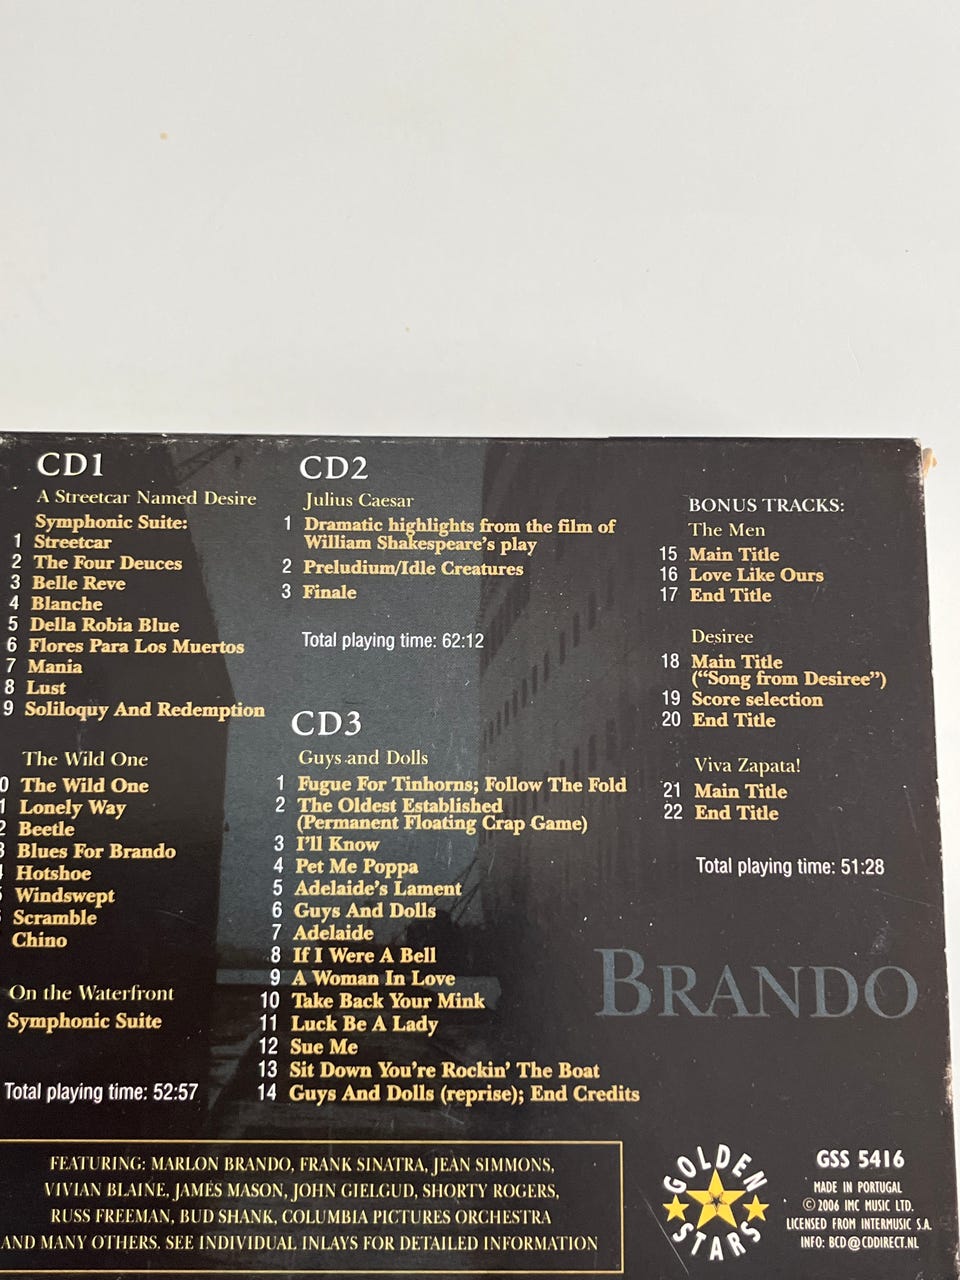 CD1
A Streetcar Named Desire
Symphonic Suite:
1 Streetcar
2 The Four Deuces
3 Belle Reve
4 Blanche
5 Della Robia Blue
6 Flores Para Los Muertos
7 Mania
8 Lust
9 Soliloquy And Redemption
The Wild One
0 The Wild One
1 Lonely Way
2 Beetle
3 Blues For Brando
Hotshoe
Windswept
Scramble
Chino
On the Waterfront
Symphonic Suite
Total playing time: 52:57
CD2
Julius Caesar
1 Dramatic highlights from the film of
William Shakespeare's play
2 Preludium/Idle Creatures
3 Finale
Total playing time: 62:12
CD3
Guys and Dolls
1 Fugue For Tinhorns; Follow The Fold
2 The Oldest Established
(Permanent Floating Crap Game)
3 I'll Know
4 Pet Me Poppa
5 Adelaide's Lament
6 Guys And Dolls
7 Adelaide
8 If I Were A Bell
9 A Woman In Love
10 Take Back Your Mink
11 Luck Be A Lady
12 Sue Me
13 Sit Down You're Rockin' The Boat
14 Guys And Dolls (reprise); End Credits
BONUS TRACKS:
The Men
15 Main Title
16 Love Like Ours
17 End Title
Desiree
18 Main Title
("Song from Desiree")
19 Score selection
20 End Title
Viva Zapata!
21 Main Title
22 End Title
Total playing time: 51:28
BRANDO
FEATURING: MARLON BRANDO, FRANK SINATRA, JEAN SIMMONS,
VIVIAN BLAINE, JAMES MASON, JOHN GIELGUD, SHORTY ROGERS,
RUSS FREEMAN, BUD SHANK, COLUMBIA PICTURES ORCHESTRA
AND MANY OTHERS. SEE INDIVIDUAL INLAYS FOR DETAILED INFORMATION
GOLDEN
STARS
GSS 5416
MADE IN PORTUGAL
©2006 IMC MUSIC LTD.
LICENSED FROM INTERMUSIC S.A.
INFO: BCD@CDDIRECT.NL